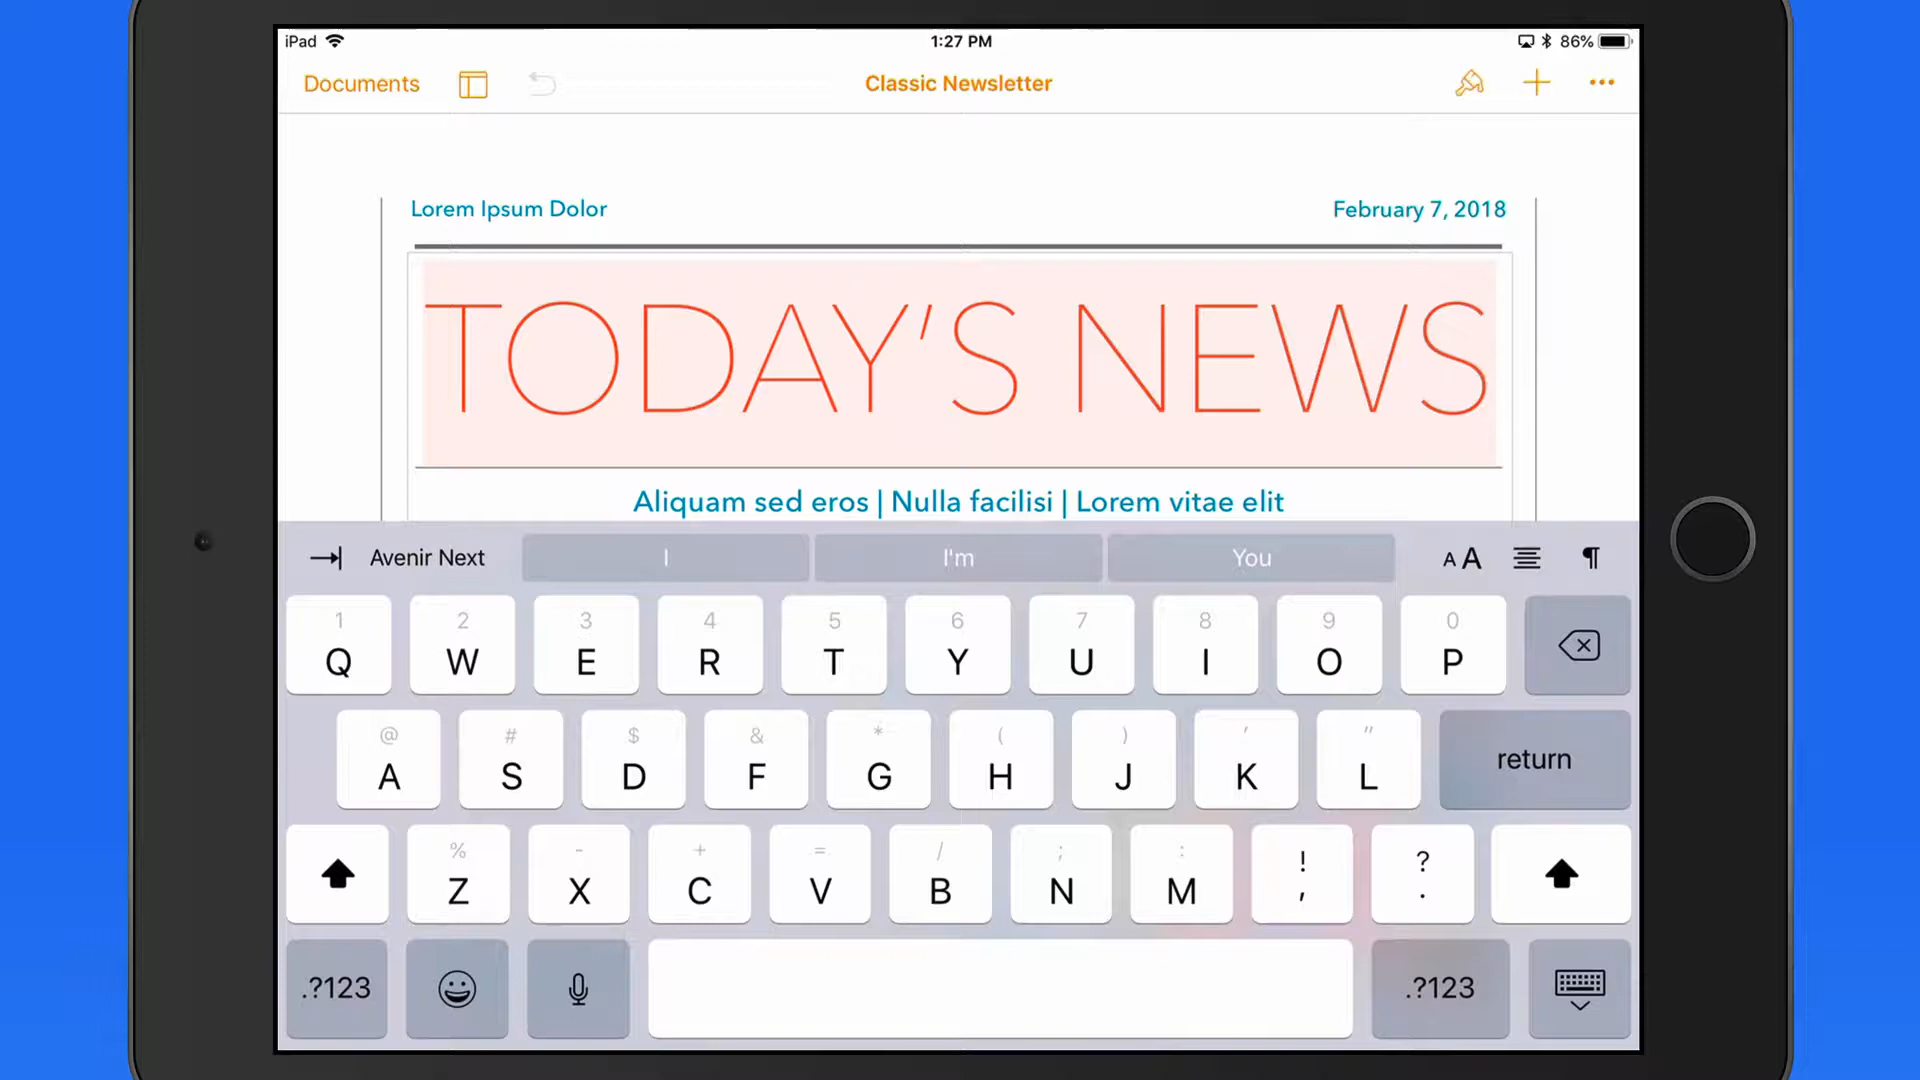 iPad 1:27 PM 86%
Documents Classic Newsletter
Lorem Ipsum Dolor February 7, 2018
TODAY'S NEWS
Aliquam sed eros | Nulla facilisi | Lorem vitae elit
Avenir Next I I'm You A A ¶
1 2 3 4 5 6 7 8 9 0
Q W E R T Y U I O P
@ # $ & * ( ) ' "
A S D F G H J K L return
% - + = / ; : ! ?
Z X C V B N M , .
.?123 .?123